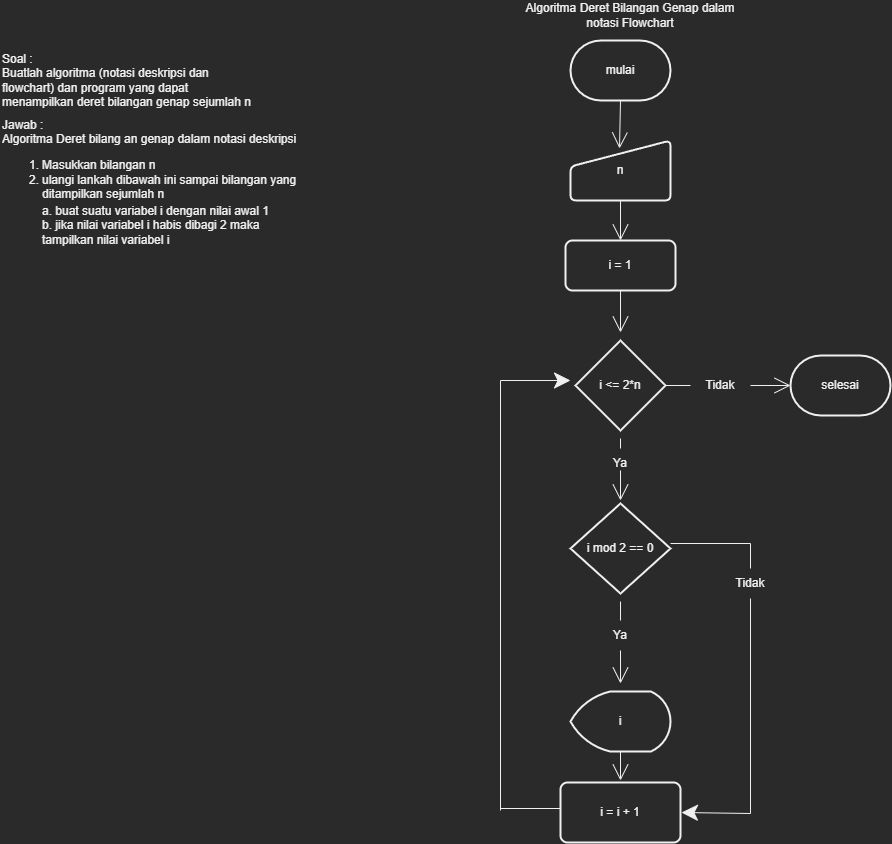 Algoritma Deret Bilangan Genap dalam
notasi Flowchart
Soal :
Buatlah algoritma (notasi deskripsi dan
flowchart) dan program yang dapat
menampilkan deret bilangan genap sejumlah n
Jawab :
Algoritma Deret bilang an genap dalam notasi deskripsi
1. Masukkan bilangan n
2. ulangi lankah dibawah ini sampai bilangan yang
ditampilkan sejumlah n
a. buat suatu variabel i dengan nilai awal 1
b. jika nilai variabel i habis dibagi 2 maka
tampilkan nilai variabel i
mulai
n
i = 1
i <= 2*n
Tidak
selesai
Ya
i mod 2 == 0
Tidak
Ya
i
i = i + 1